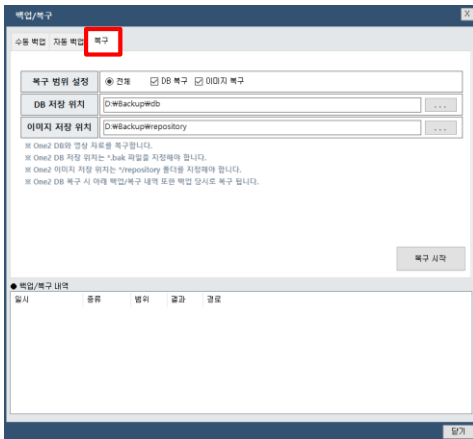 백업/복구
수동 백업 자동 백업 복구
복구 범위 설정 전체 DB 복구 이미지 복구
DB 저장 위치 D:₩Backup₩db ...
이미지 저장 위치 D:₩Backup₩repository ...
※ One2 DB와 영상 자료를 복구합니다.
※ One2 DB 저장 위치는 *.bak 파일을 지정해야 합니다.
※ One2 이미지 저장 위치는 */repository 폴더를 지정해야 합니다.
※ One2 DB 복구 시 아래 백업/복구 내역 또한 백업 당시로 복구 됩니다.
복구 시작
● 백업/복구 내역
일시 종류 범위 결과 경로
닫기